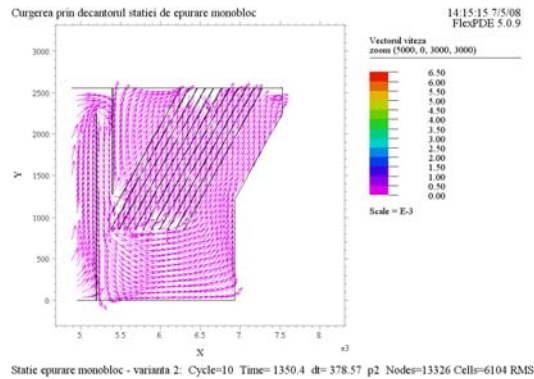 Curgerea prin decantorul statiei de epurare monobloc
14:15:15 7/5/08
FlexPDE 5.0.9
Vectorul viteza
zoom (5000, 0, 3000, 3000)
6.50
6.00
5.50
5.00
4.50
4.00
3.50
3.00
2.50
2.00
1.50
1.00
0.50
0.00
Scale = E-3
3000
2500
2000
1500
1000
500
0
Y
5. 5.5 6. 6.5 7. 7.5 8.
e3
X
Statie epurare monobloc - varianta 2: Cycle=10 Time= 1350.4 dt= 378.57 p2 Nodes=13326 Cells=6104 RMS